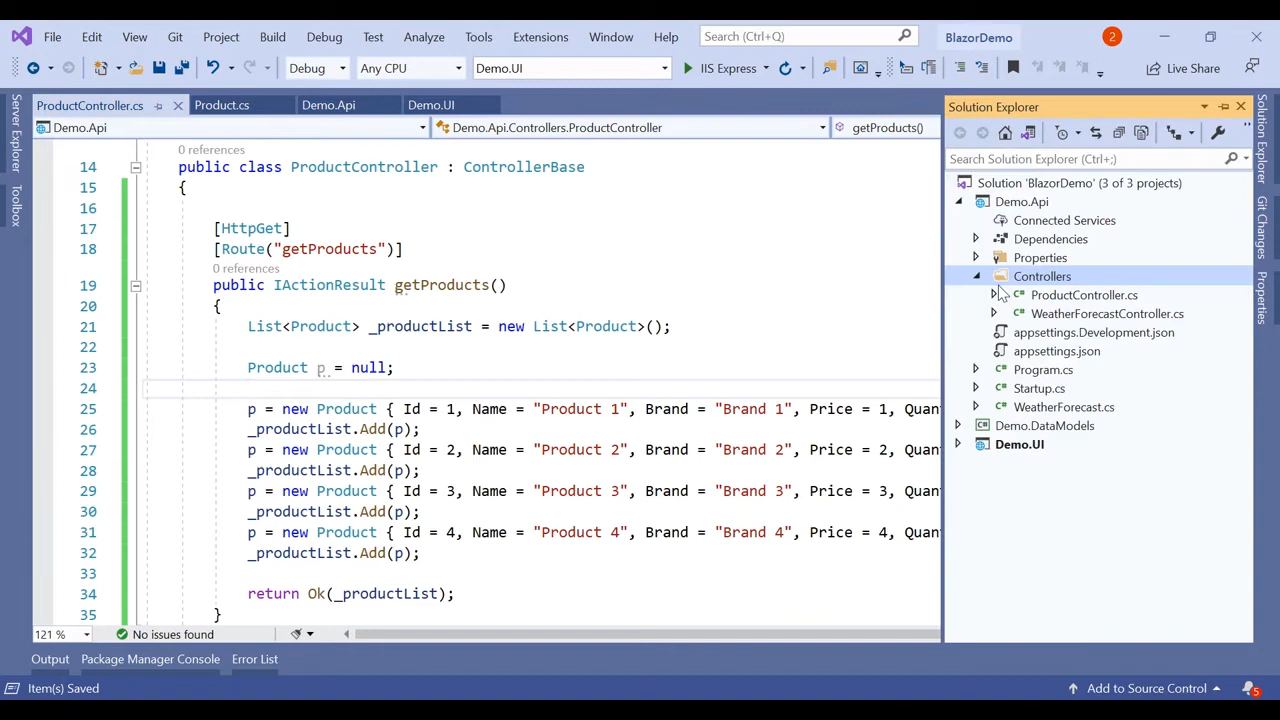 File Edit View Git Project Build Debug Test Analyze Tools Extensions Window Help Search (Ctrl+Q) BlazorDemo 2
Debug Any CPU Demo.UI IIS Express Live Share
Server Explorer
Toolbox
ProductController.cs Product.cs Demo.Api Demo.UI
Demo.Api Demo.Api.Controllers.ProductController getProducts()
0 references
14 public class ProductController : ControllerBase
15 {
16
17 [HttpGet]
18 [Route("getProducts")]
0 references
19 public IActionResult getProducts()
20 {
21 List<Product> _productList = new List<Product>();
22
23 Product p = null;
24
25 p = new Product { Id = 1, Name = "Product 1", Brand = "Brand 1", Price = 1, Quan
26 _productList.Add(p);
27 p = new Product { Id = 2, Name = "Product 2", Brand = "Brand 2", Price = 2, Quan
28 _productList.Add(p);
29 p = new Product { Id = 3, Name = "Product 3", Brand = "Brand 3", Price = 3, Quan
30 _productList.Add(p);
31 p = new Product { Id = 4, Name = "Product 4", Brand = "Brand 4", Price = 4, Quan
32 _productList.Add(p);
33
34 return Ok(_productList);
35 }
121 % No issues found
Solution Explorer
Search Solution Explorer (Ctrl+;)
Solution 'BlazorDemo' (3 of 3 projects)
Demo.Api
Connected Services
Dependencies
Properties
Controllers
C# ProductController.cs
C# WeatherForecastController.cs
appsettings.Development.json
appsettings.json
C# Program.cs
C# Startup.cs
C# WeatherForecast.cs
C# Demo.DataModels
Demo.UI
Solution Explorer
Git Changes
Properties
Output Package Manager Console Error List
Item(s) Saved Add to Source Control 5